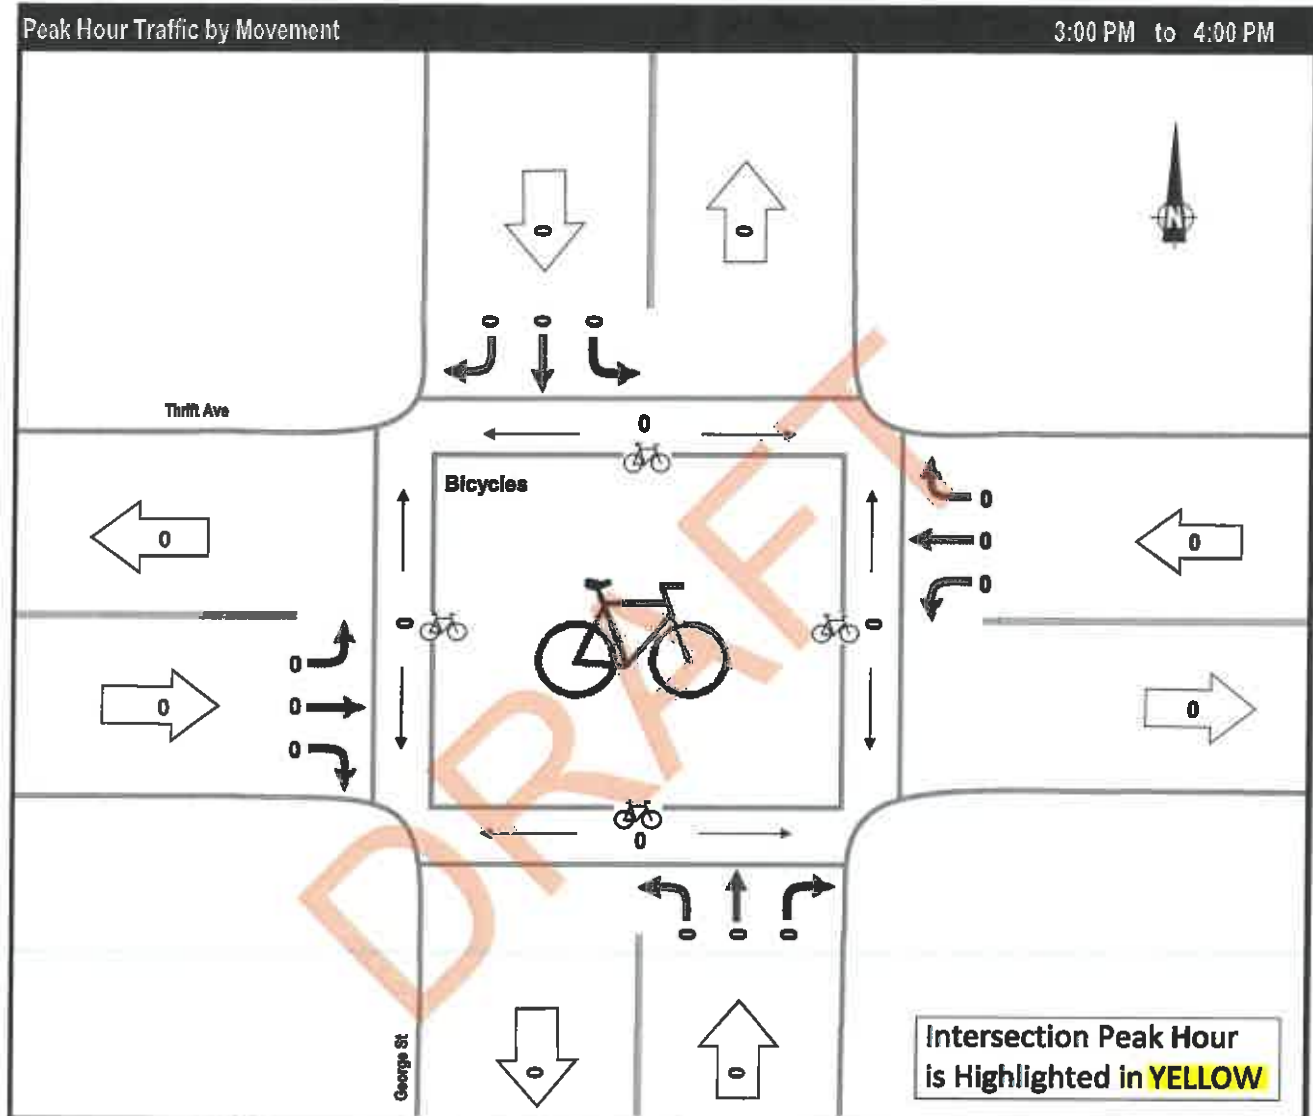 Peak Hour Traffic by Movement 3:00 PM to 4:00 PM
N
0 0
0 0 0
Thrift Ave
0
Bicycles
0
0
0 0
0
0 0
0
0 0
0
0
0
0 0 0
George St
0 0
Intersection Peak Hour
is Highlighted in YELLOW
DRAFT